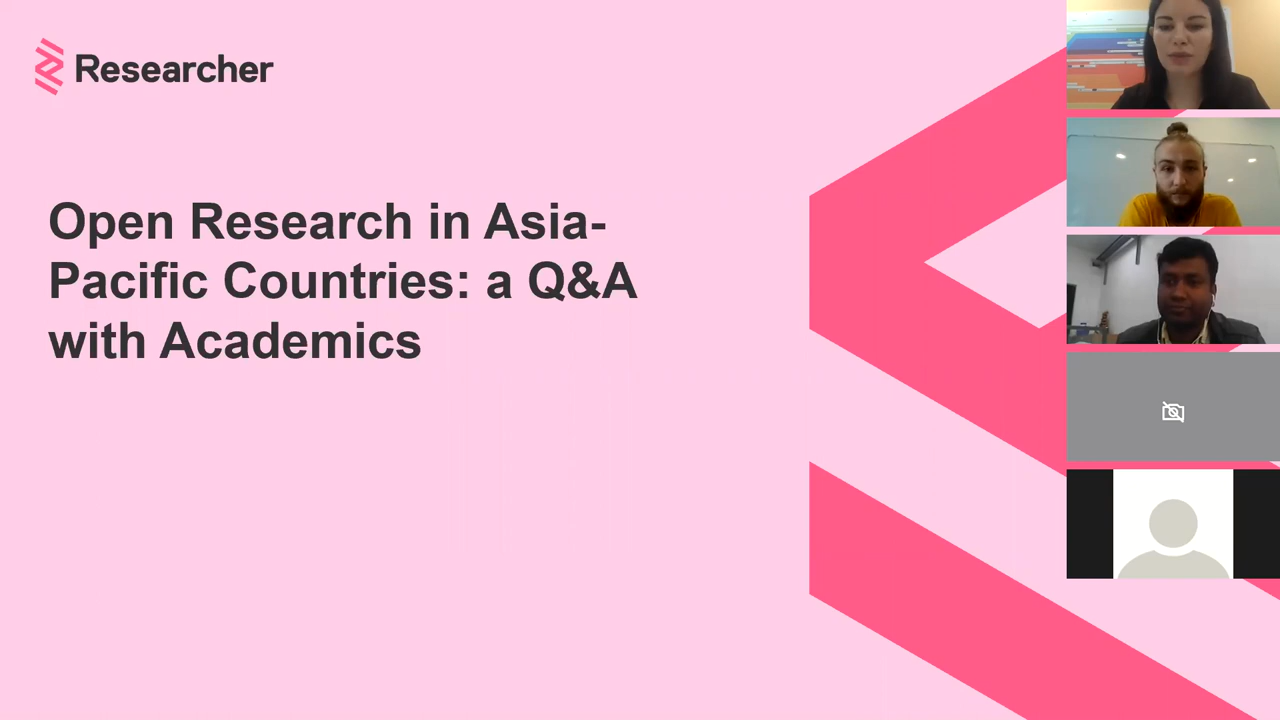 Researcher
Open Research in Asia-
Pacific Countries: a Q&A
with Academics